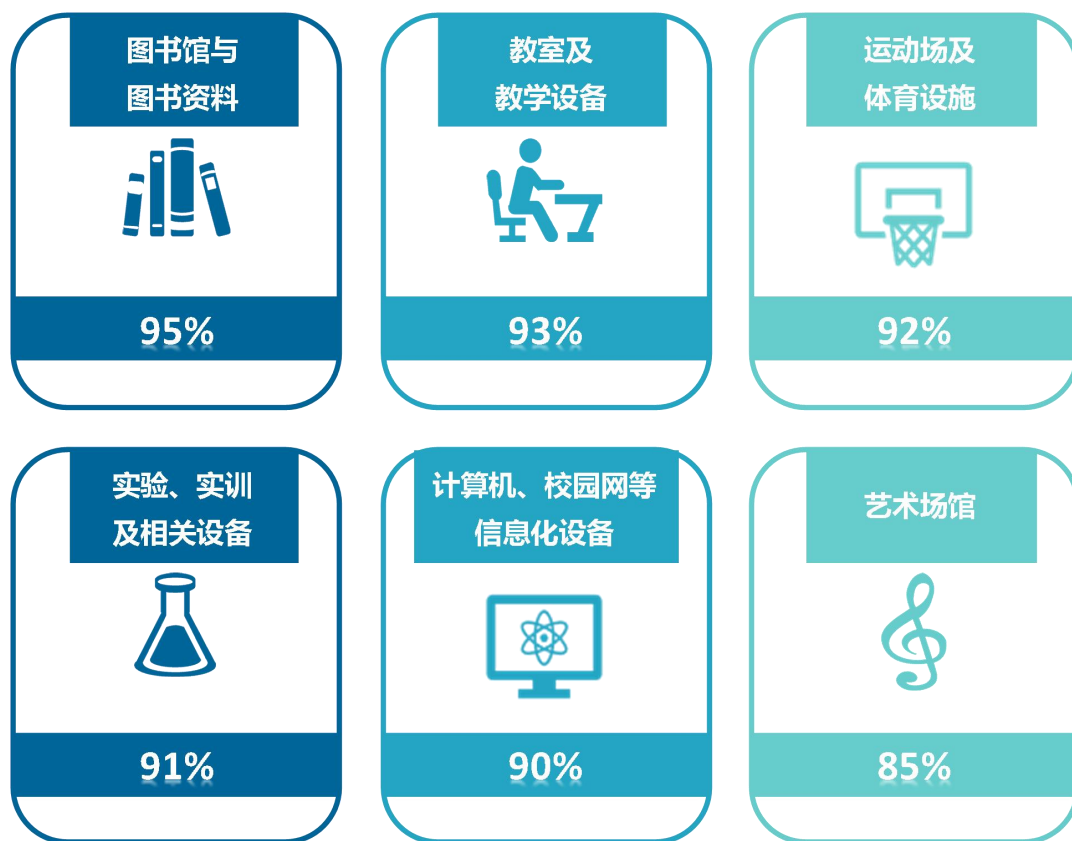 图书馆与
图书资料
95%
教室及
教学设备
93%
运动场及
体育设施
92%
实验、实训
及相关设备
91%
计算机、校园网等
信息化设备
90%
艺术场馆
85%